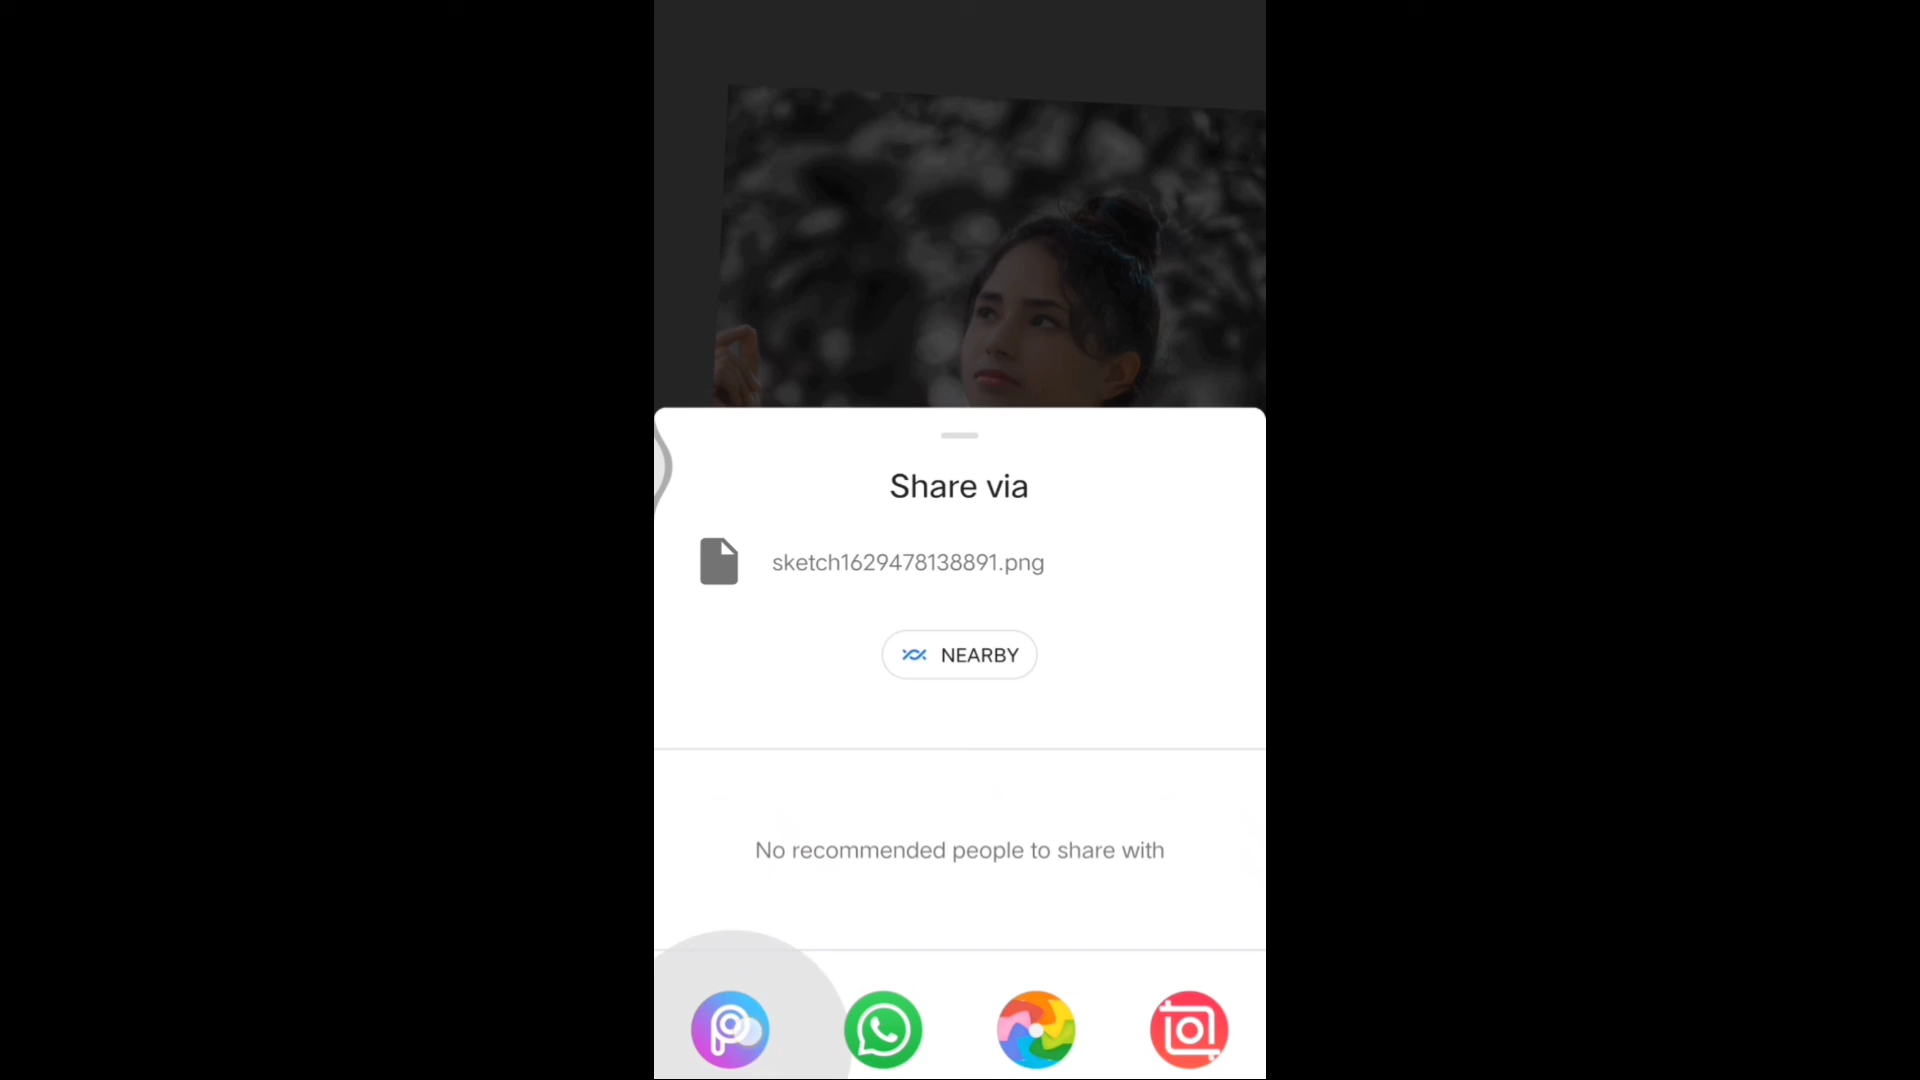 Share via
sketch1629478138891.png
NEARBY
No recommended people to share with